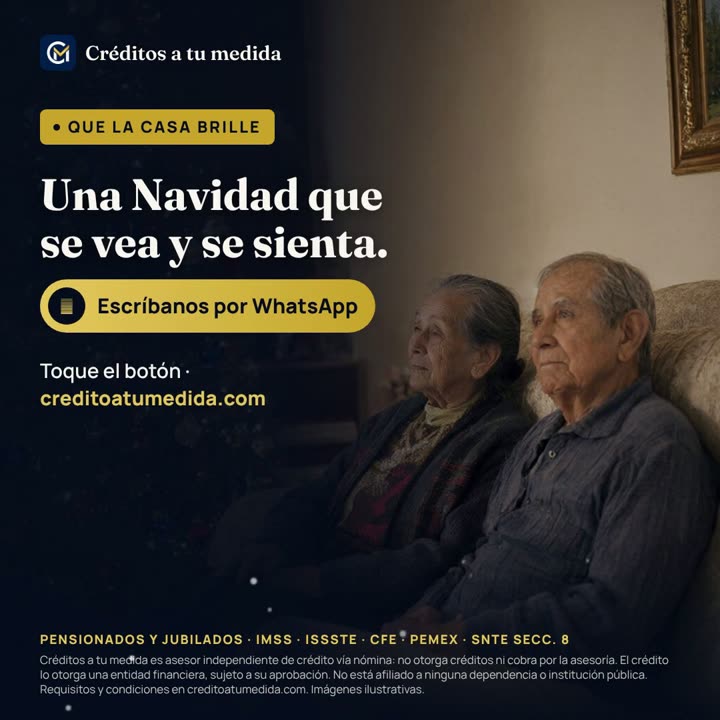 Créditos a tu medida
• QUE LA CASA BRILLE
Una Navidad que
se vea y se sienta.
Escríbanos por WhatsApp
Toque el botón ·
creditoatumedida.com
PENSIONADOS Y JUBILADOS · IMSS · ISSSTE · CFE · PEMEX · SNTE SECC. 8
Créditos a tu medida es asesor independiente de crédito vía nómina: no otorga créditos ni cobra por la asesoría. El crédito
lo otorga una entidad financiera, sujeto a su aprobación. No está afiliado a ninguna dependencia o institución pública.
Requisitos y condiciones en creditoatumedida.com. Imágenes ilustrativas.